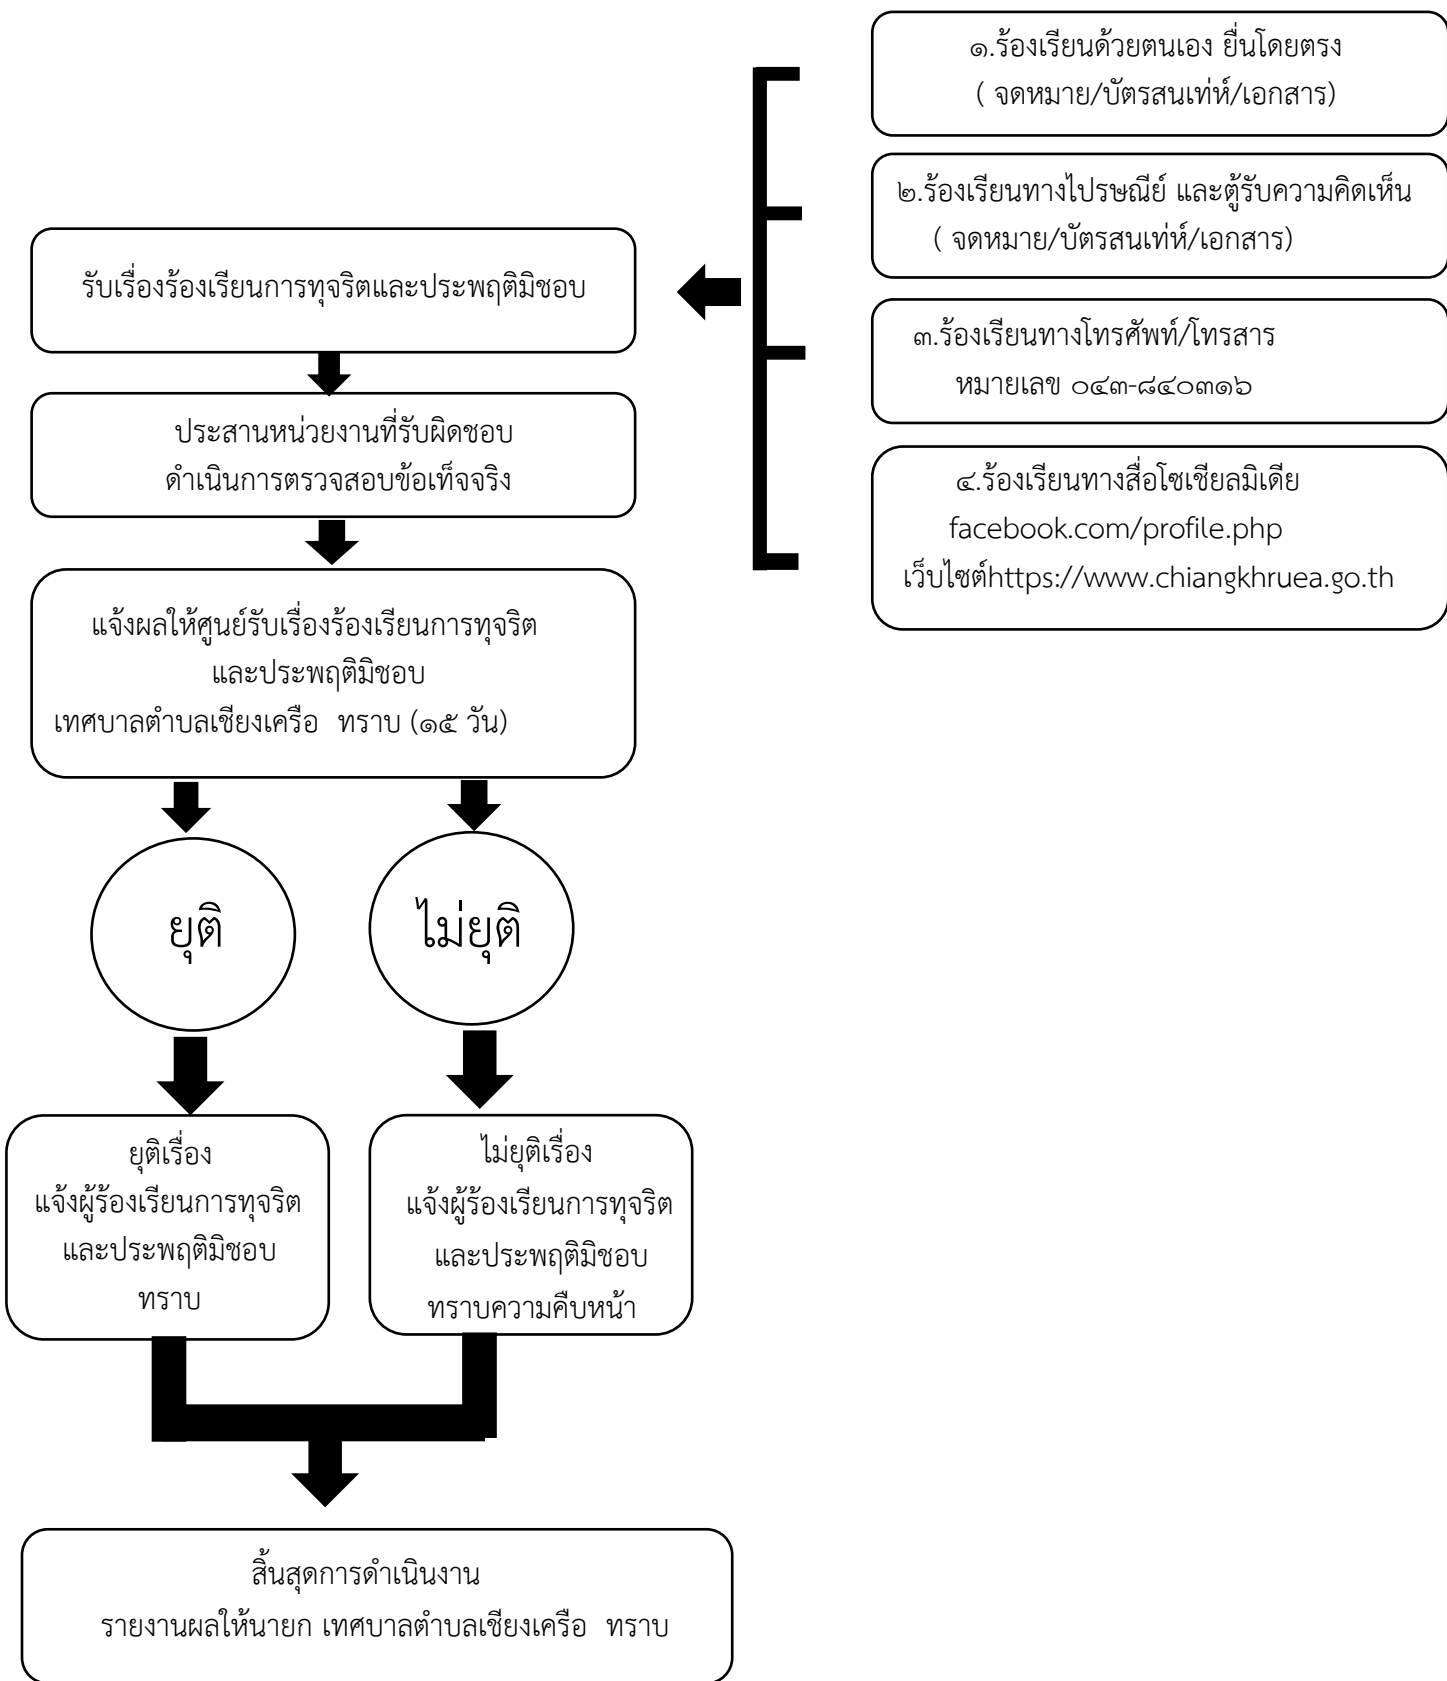 ๑.ร้องเรียนด้วยตนเอง ยื่นโดยตรง
( จดหมาย/บัตรสนเท่ห์/เอกสาร)
๒.ร้องเรียนทางไปรษณีย์ และตู้รับความคิดเห็น
( จดหมาย/บัตรสนเท่ห์/เอกสาร)
๓.ร้องเรียนทางโทรศัพท์/โทรสาร
หมายเลข ๐๔๓-๘๔๐๓๑๖
๔.ร้องเรียนทางสื่อโซเชียลมิเดีย
facebook.com/profile.php
เว็บไซต์https://www.chiangkhruea.go.th
รับเรื่องร้องเรียนการทุจริตและประพฤติมิชอบ
ประสานหน่วยงานที่รับผิดชอบ
ดำเนินการตรวจสอบข้อเท็จจริง
แจ้งผลให้ศูนย์รับเรื่องร้องเรียนการทุจริต
และประพฤติมิชอบ
เทศบาลตำบลเชียงเครือ ทราบ (๑๕ วัน)
ยุติ
ไม่ยุติ
ยุติเรื่อง
แจ้งผู้ร้องเรียนการทุจริต
และประพฤติมิชอบ
ทราบ
ไม่ยุติเรื่อง
แจ้งผู้ร้องเรียนการทุจริต
และประพฤติมิชอบ
ทราบความคืบหน้า
สิ้นสุดการดำเนินงาน
รายงานผลให้นายก เทศบาลตำบลเชียงเครือ ทราบ